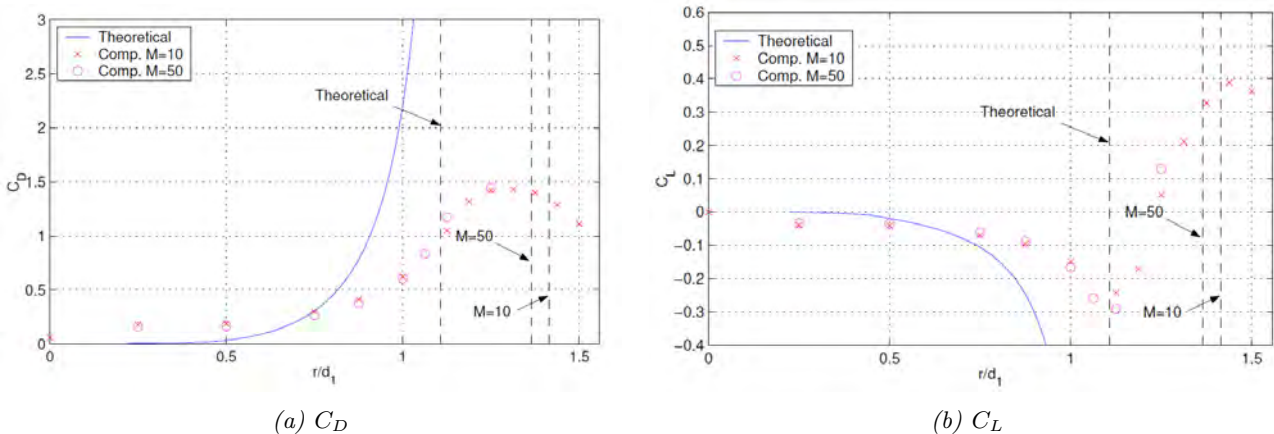 3
2.5
2
1.5
1
0.5
0
C_D
Theoretical
Comp. M=10
Comp. M=50
Theoretical
M=50
M=10
0
0.5
1
1.5
r/d_1
(a) C_D
0.6
0.5
0.4
0.3
0.2
0.1
0
−0.1
−0.2
−0.3
−0.4
C_L
Theoretical
Comp. M=10
Comp. M=50
Theoretical
M=50
M=10
0
0.5
1
1.5
r/d_1
(b) C_L